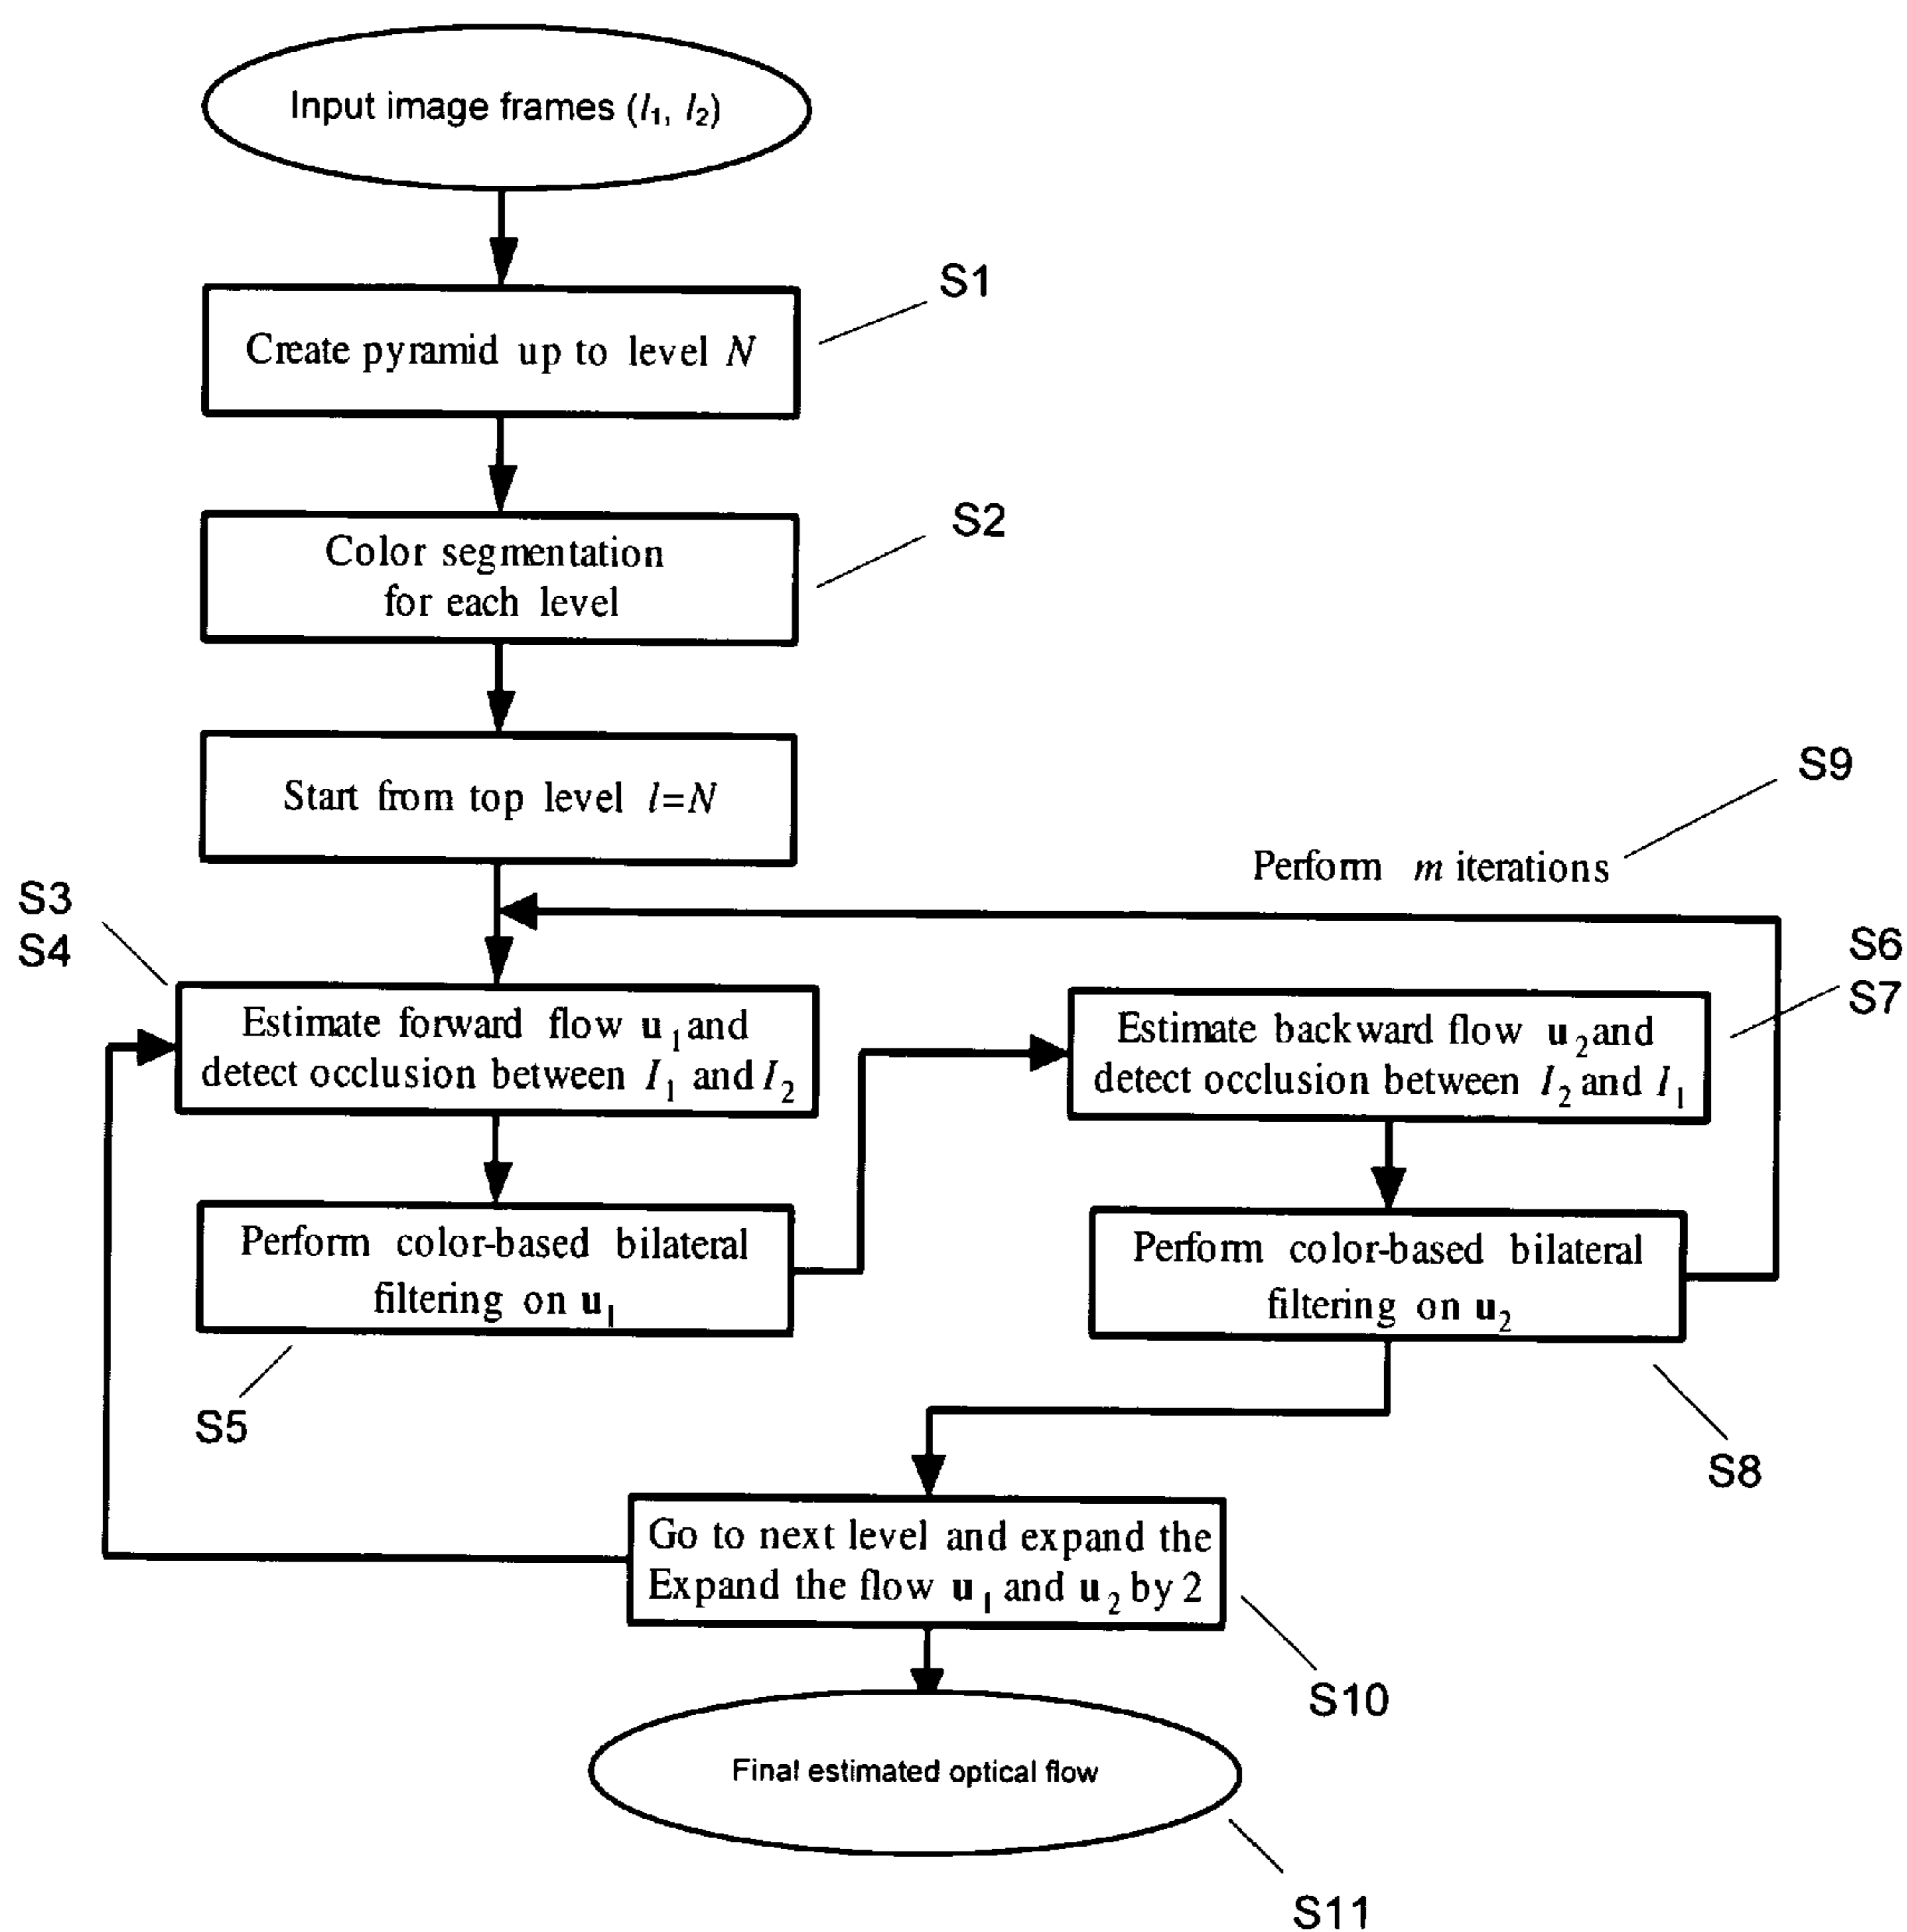 Input image frames (I1, I2)
S1
Create pyramid up to level N
S2
Color segmentation
for each level
Start from top level l=N
S9
Perform m iterations
S3
S4
S6
S7
Estimate forward flow u1 and
detect occlusion between I1 and I2
Estimate backward flow u2 and
detect occlusion between I2 and I1
Perform color-based bilateral
filtering on u1
Perform color-based bilateral
filtering on u2
S5
S8
Go to next level and expand the
Expand the flow u1 and u2 by 2
S10
Final estimated optical flow
S11